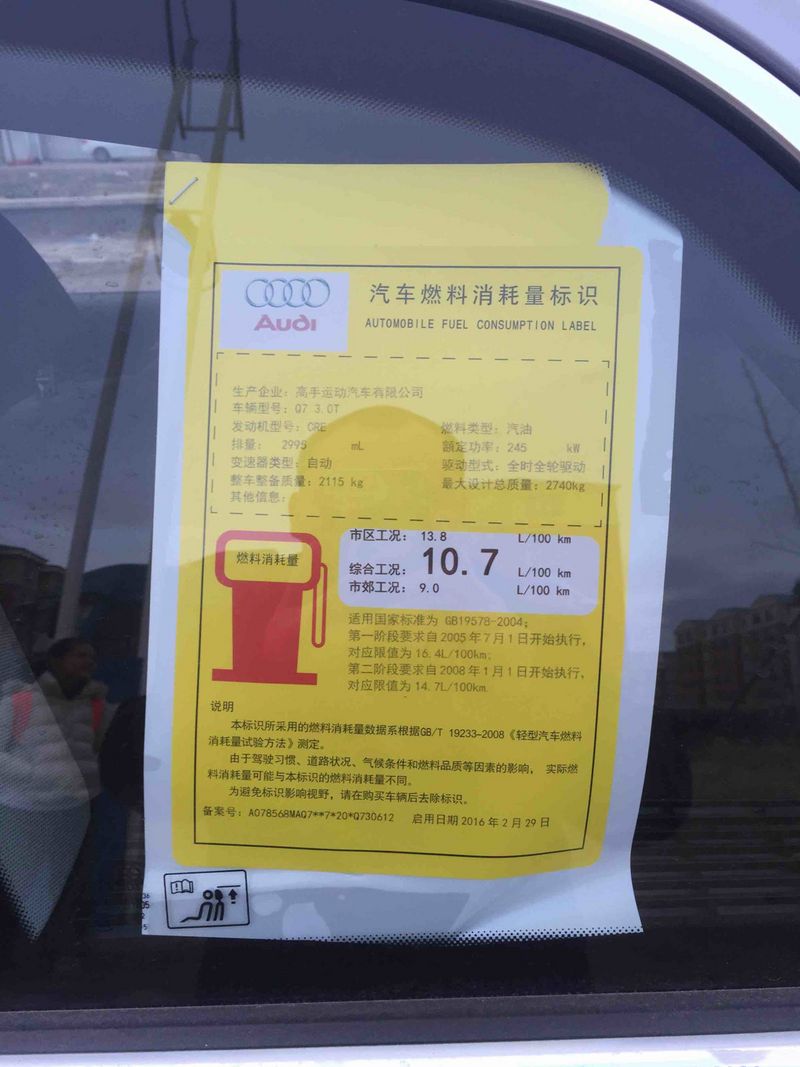 Audi
汽车燃料消耗量标识
AUTOMOBILE FUEL CONSUMPTION LABEL
生产企业：高手运动汽车有限公司
车辆型号：Q7 3.0T
发动机型号：CRE 燃料类型：汽油
排量： 2995 mL 額定功率：245 kW
变速器类型：自动 驱动型式：全时全轮驱动
整车整备质量：2115 kg 最大设计总质量：2740kg
其他信息：
燃料消耗量
市区工况： 13.8 L/100 km
综合工况： 10.7 L/100 km
市郊工况： 9.0 L/100 km
适用国家标准为 GB19578-2004；
第一阶段要求自 2005 年 7 月 1 日开始执行，
对应限值为 16.4L/100km；
第二阶段要求自 2008 年 1 月 1 日开始执行，
对应限值为 14.7L/100km.
说明
本标识所采用的燃料消耗量数据系根据GB/T 19233-2008《轻型汽车燃料
消耗量试验方法》测定。
由于驾驶习惯、道路状况、气候条件和燃料品质等因素的影响， 实际燃
料消耗量可能与本标识的燃料消耗量不同。
为避免标识影响视野，请在购买车辆后去除标识。
备案号：A078568MAQ7**7*20*Q730612 启用日期 2016 年 2 月 29 日